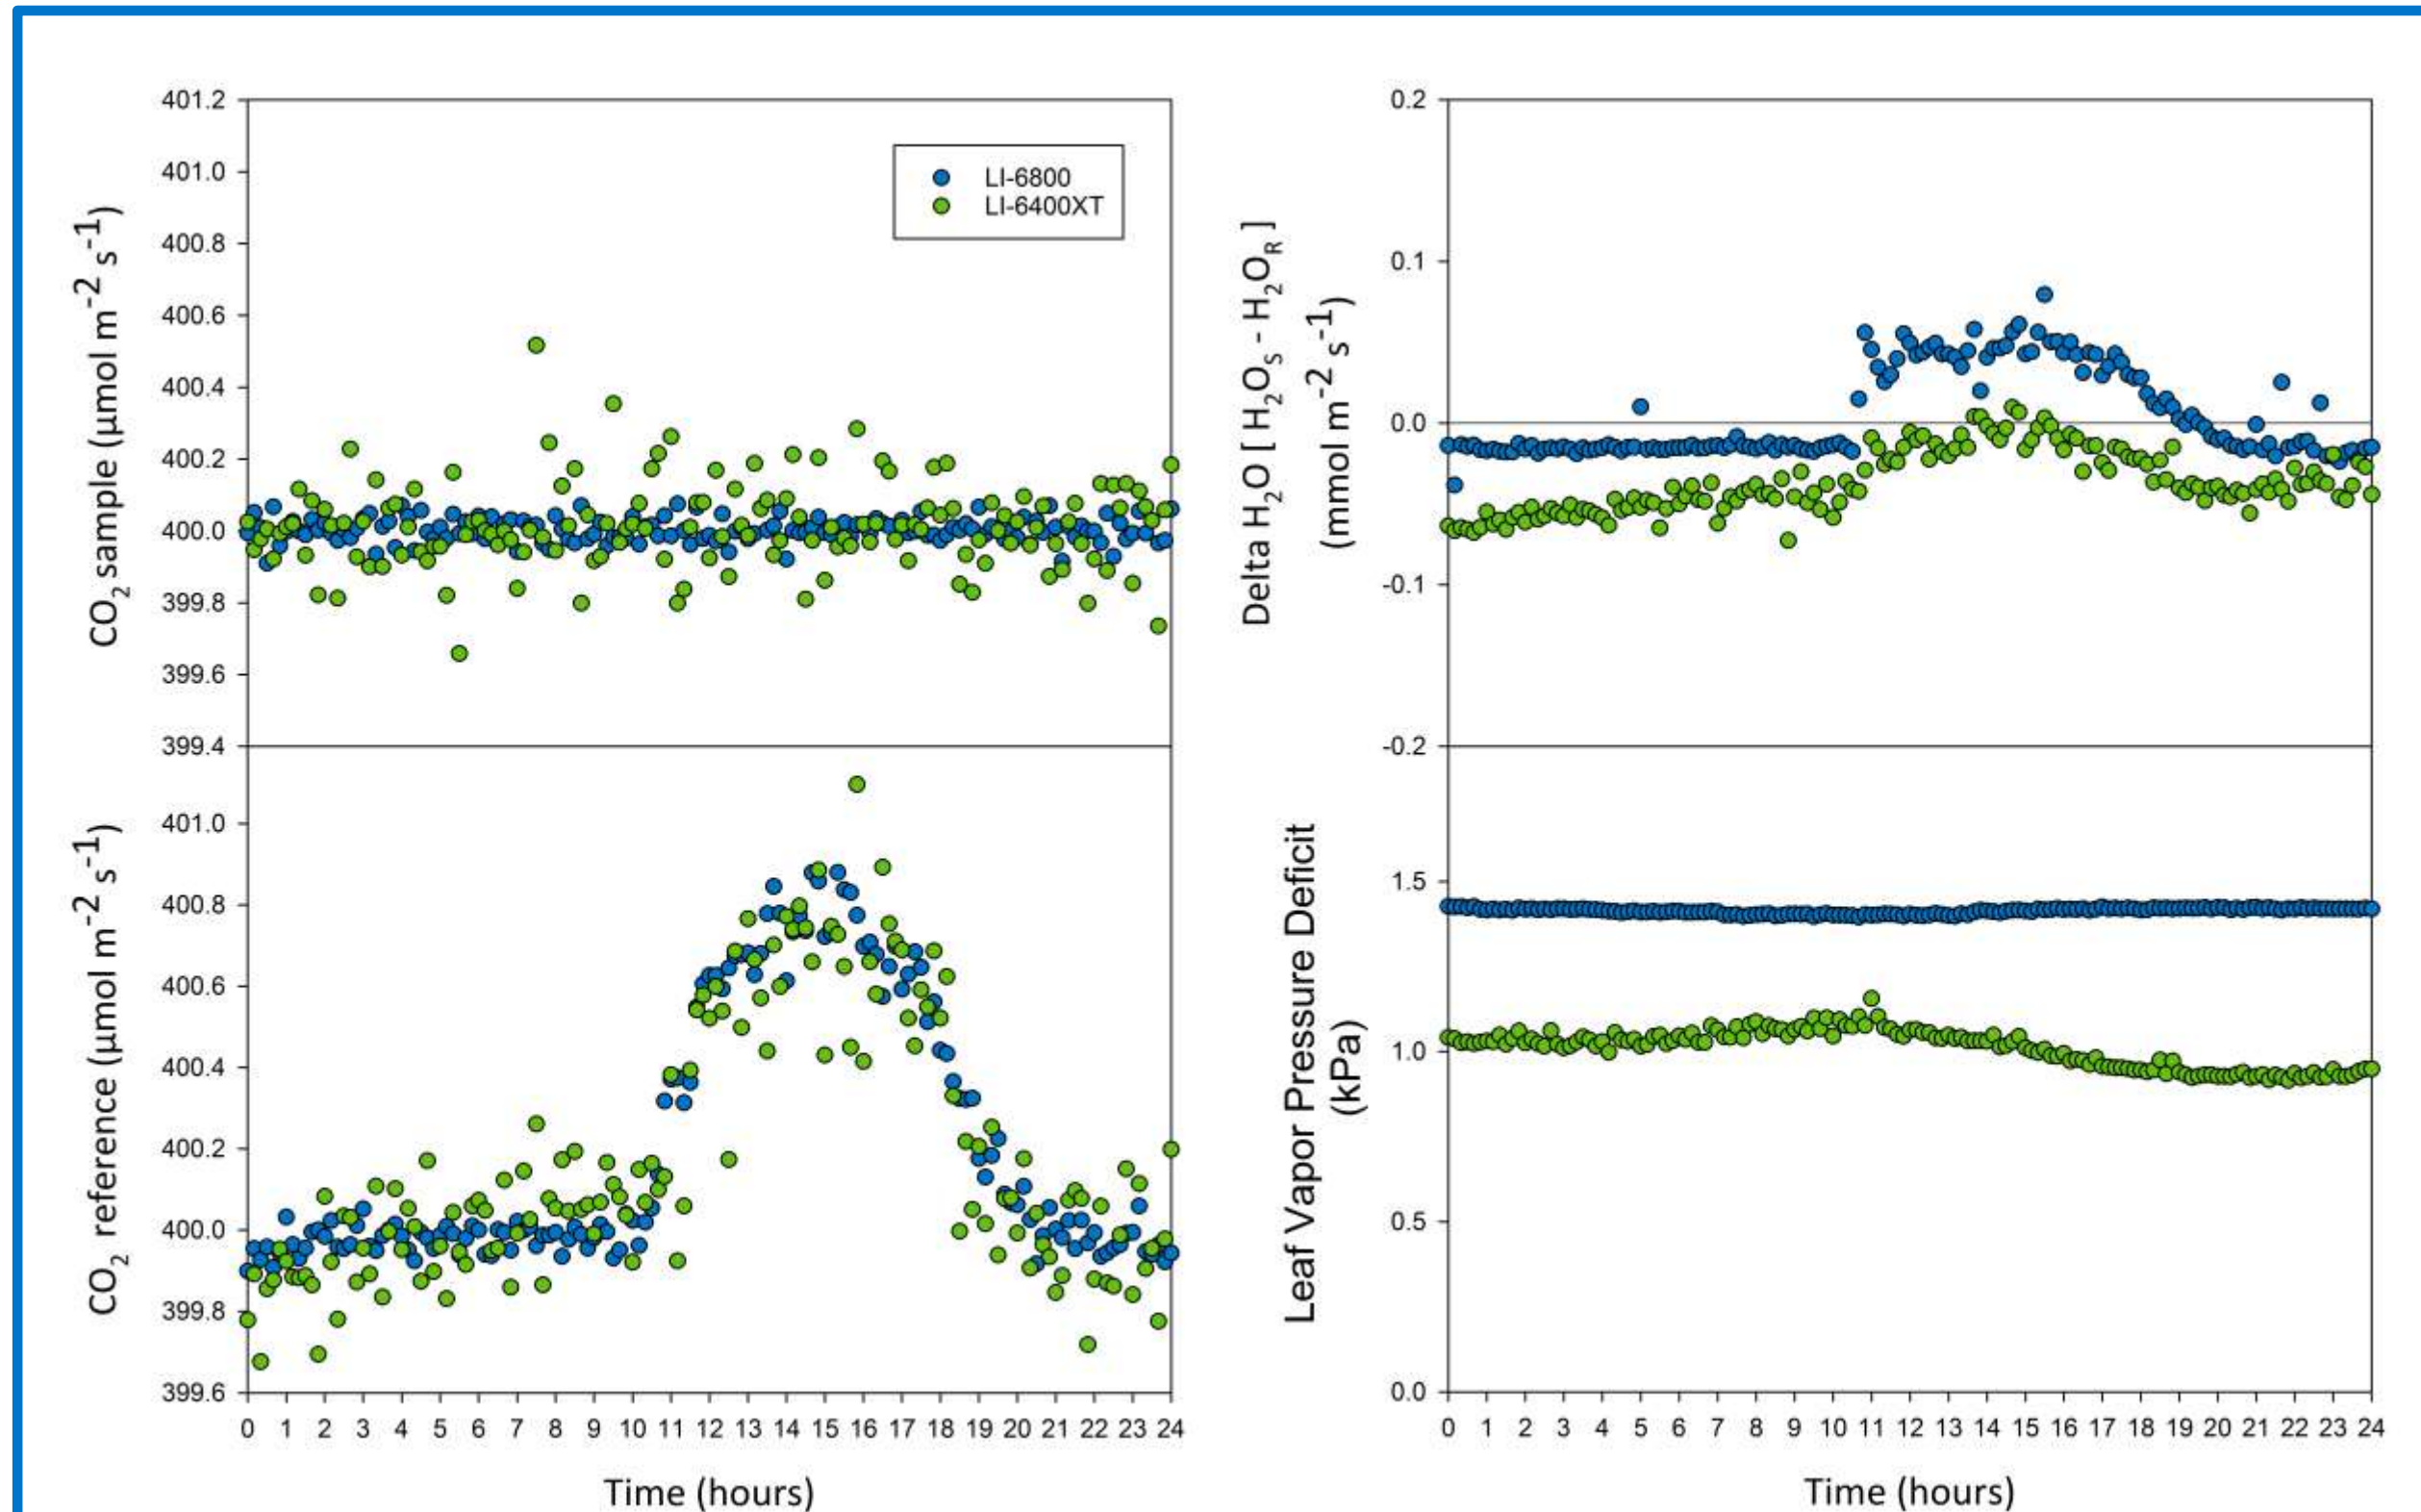 401.2
401.0
400.8
400.6
400.4
400.2
400.0
399.8
399.6
399.4
CO₂ sample (µmol m⁻² s⁻¹)
LI-6800
LI-6400XT
401.0
400.8
400.6
400.4
400.2
400.0
399.8
399.6
CO₂ reference (µmol m⁻² s⁻¹)
0 1 2 3 4 5 6 7 8 9 10 11 12 13 14 15 16 17 18 19 20 21 22 23 24
Time (hours)
0.2
0.1
0.0
-0.1
-0.2
Delta H₂O [ H₂O_S - H₂O_R ]
(mmol m⁻² s⁻¹)
1.5
1.0
0.5
0.0
Leaf Vapor Pressure Deficit
(kPa)
0 1 2 3 4 5 6 7 8 9 10 11 12 13 14 15 16 17 18 19 20 21 22 23 24
Time (hours)